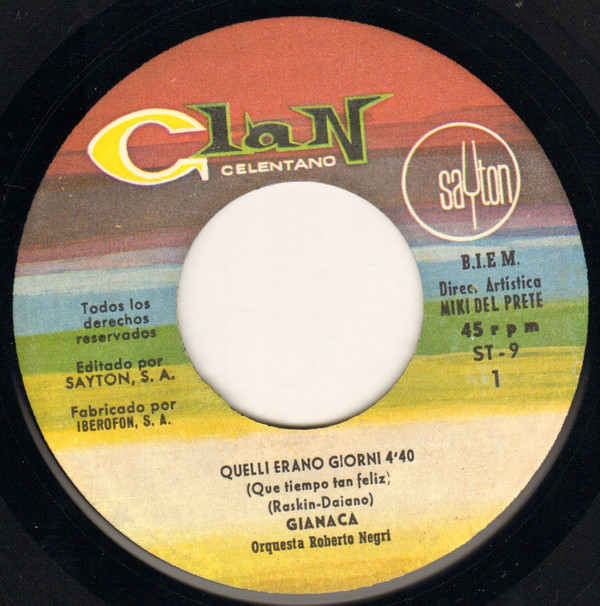 Clan
CELENTANO
sayton
B.I.E M.
Direc. Artística
MIKI DEL PRETE
45 rpm
ST-9
1
Todos los
derechos
reservados
Editado por
SAYTON, S. A.
Fabricado por
IBEROFON, S. A.
QUELLI ERANO GIORNI 4'40
(Que tiempo tan feliz)
(Raskin-Daiano)
GIANACA
Orquesta Roberto Negri